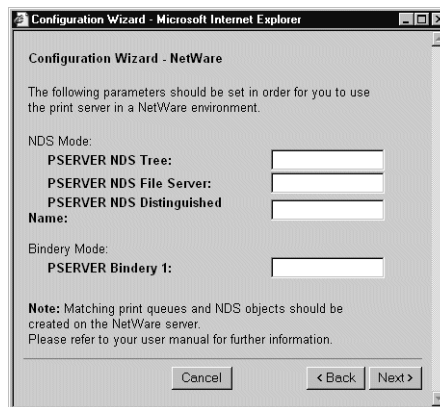 Configuration Wizard - Microsoft Internet Explorer
Configuration Wizard - NetWare
The following parameters should be set in order for you to use
the print server in a NetWare environment.
NDS Mode:
PSERVER NDS Tree:
PSERVER NDS File Server:
PSERVER NDS Distinguished
Name:
Bindery Mode:
PSERVER Bindery 1:
Note: Matching print queues and NDS objects should be
created on the NetWare server.
Please refer to your user manual for further information.
Cancel < Back Next >